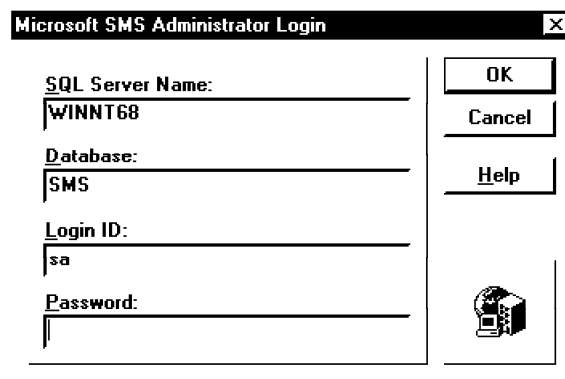 Microsoft SMS Administrator Login
SQL Server Name:
WINNT68
Database:
SMS
Login ID:
sa
Password:
OK
Cancel
Help